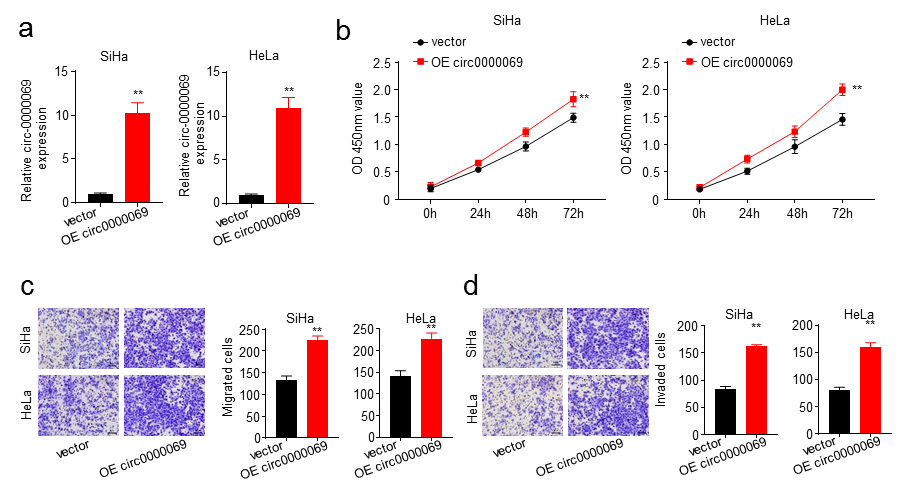 a
SiHa
Relative circ-0000069
expression
15
10
5
0
**
vector
OE circ0000069
HeLa
Relative circ-0000069
expression
15
10
5
0
**
vector
OE circ0000069
b
SiHa
vector
OE circ0000069
OD 450nm value
2.5
2.0
1.5
1.0
0.5
0
**
0h
24h
48h
72h
HeLa
vector
OE circ0000069
OD 450nm value
2.5
2.0
1.5
1.0
0.5
0
**
0h
24h
48h
72h
c
SiHa
HeLa
vector
OE circ0000069
SiHa
Migrated cells
250
200
150
100
150
0
**
vector
OE circ0000069
HeLa
250
200
150
100
150
0
**
vector
OE circ0000069
d
SiHa
HeLa
vector
OE circ0000069
SiHa
Invaded cells
200
150
100
50
0
**
vector
OE circ0000069
HeLa
200
150
100
50
0
**
vector
OE circ0000069